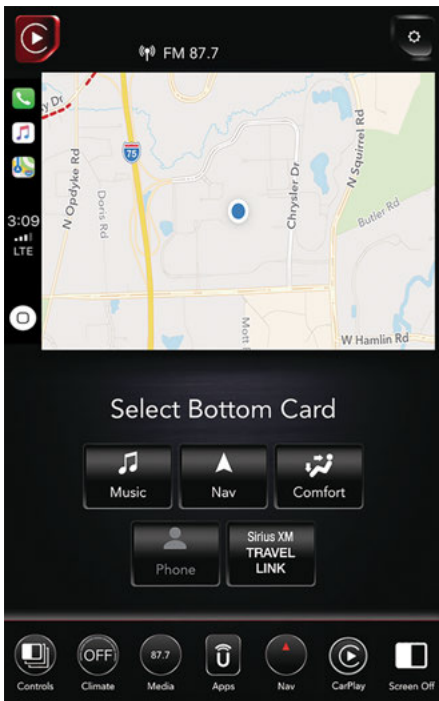 FM 87.7
y Dr
75
N Opdyke Rd
Doris Rd
Chrysler Dr
N Squirrel Rd
Butler Rd
3:09
LTE
Mott
W Hamlin Rd
Select Bottom Card
Music
Nav
Comfort
Phone
Sirius XM
TRAVEL
LINK
OFF
87.7
Controls
Climate
Media
Apps
Nav
CarPlay
Screen Off